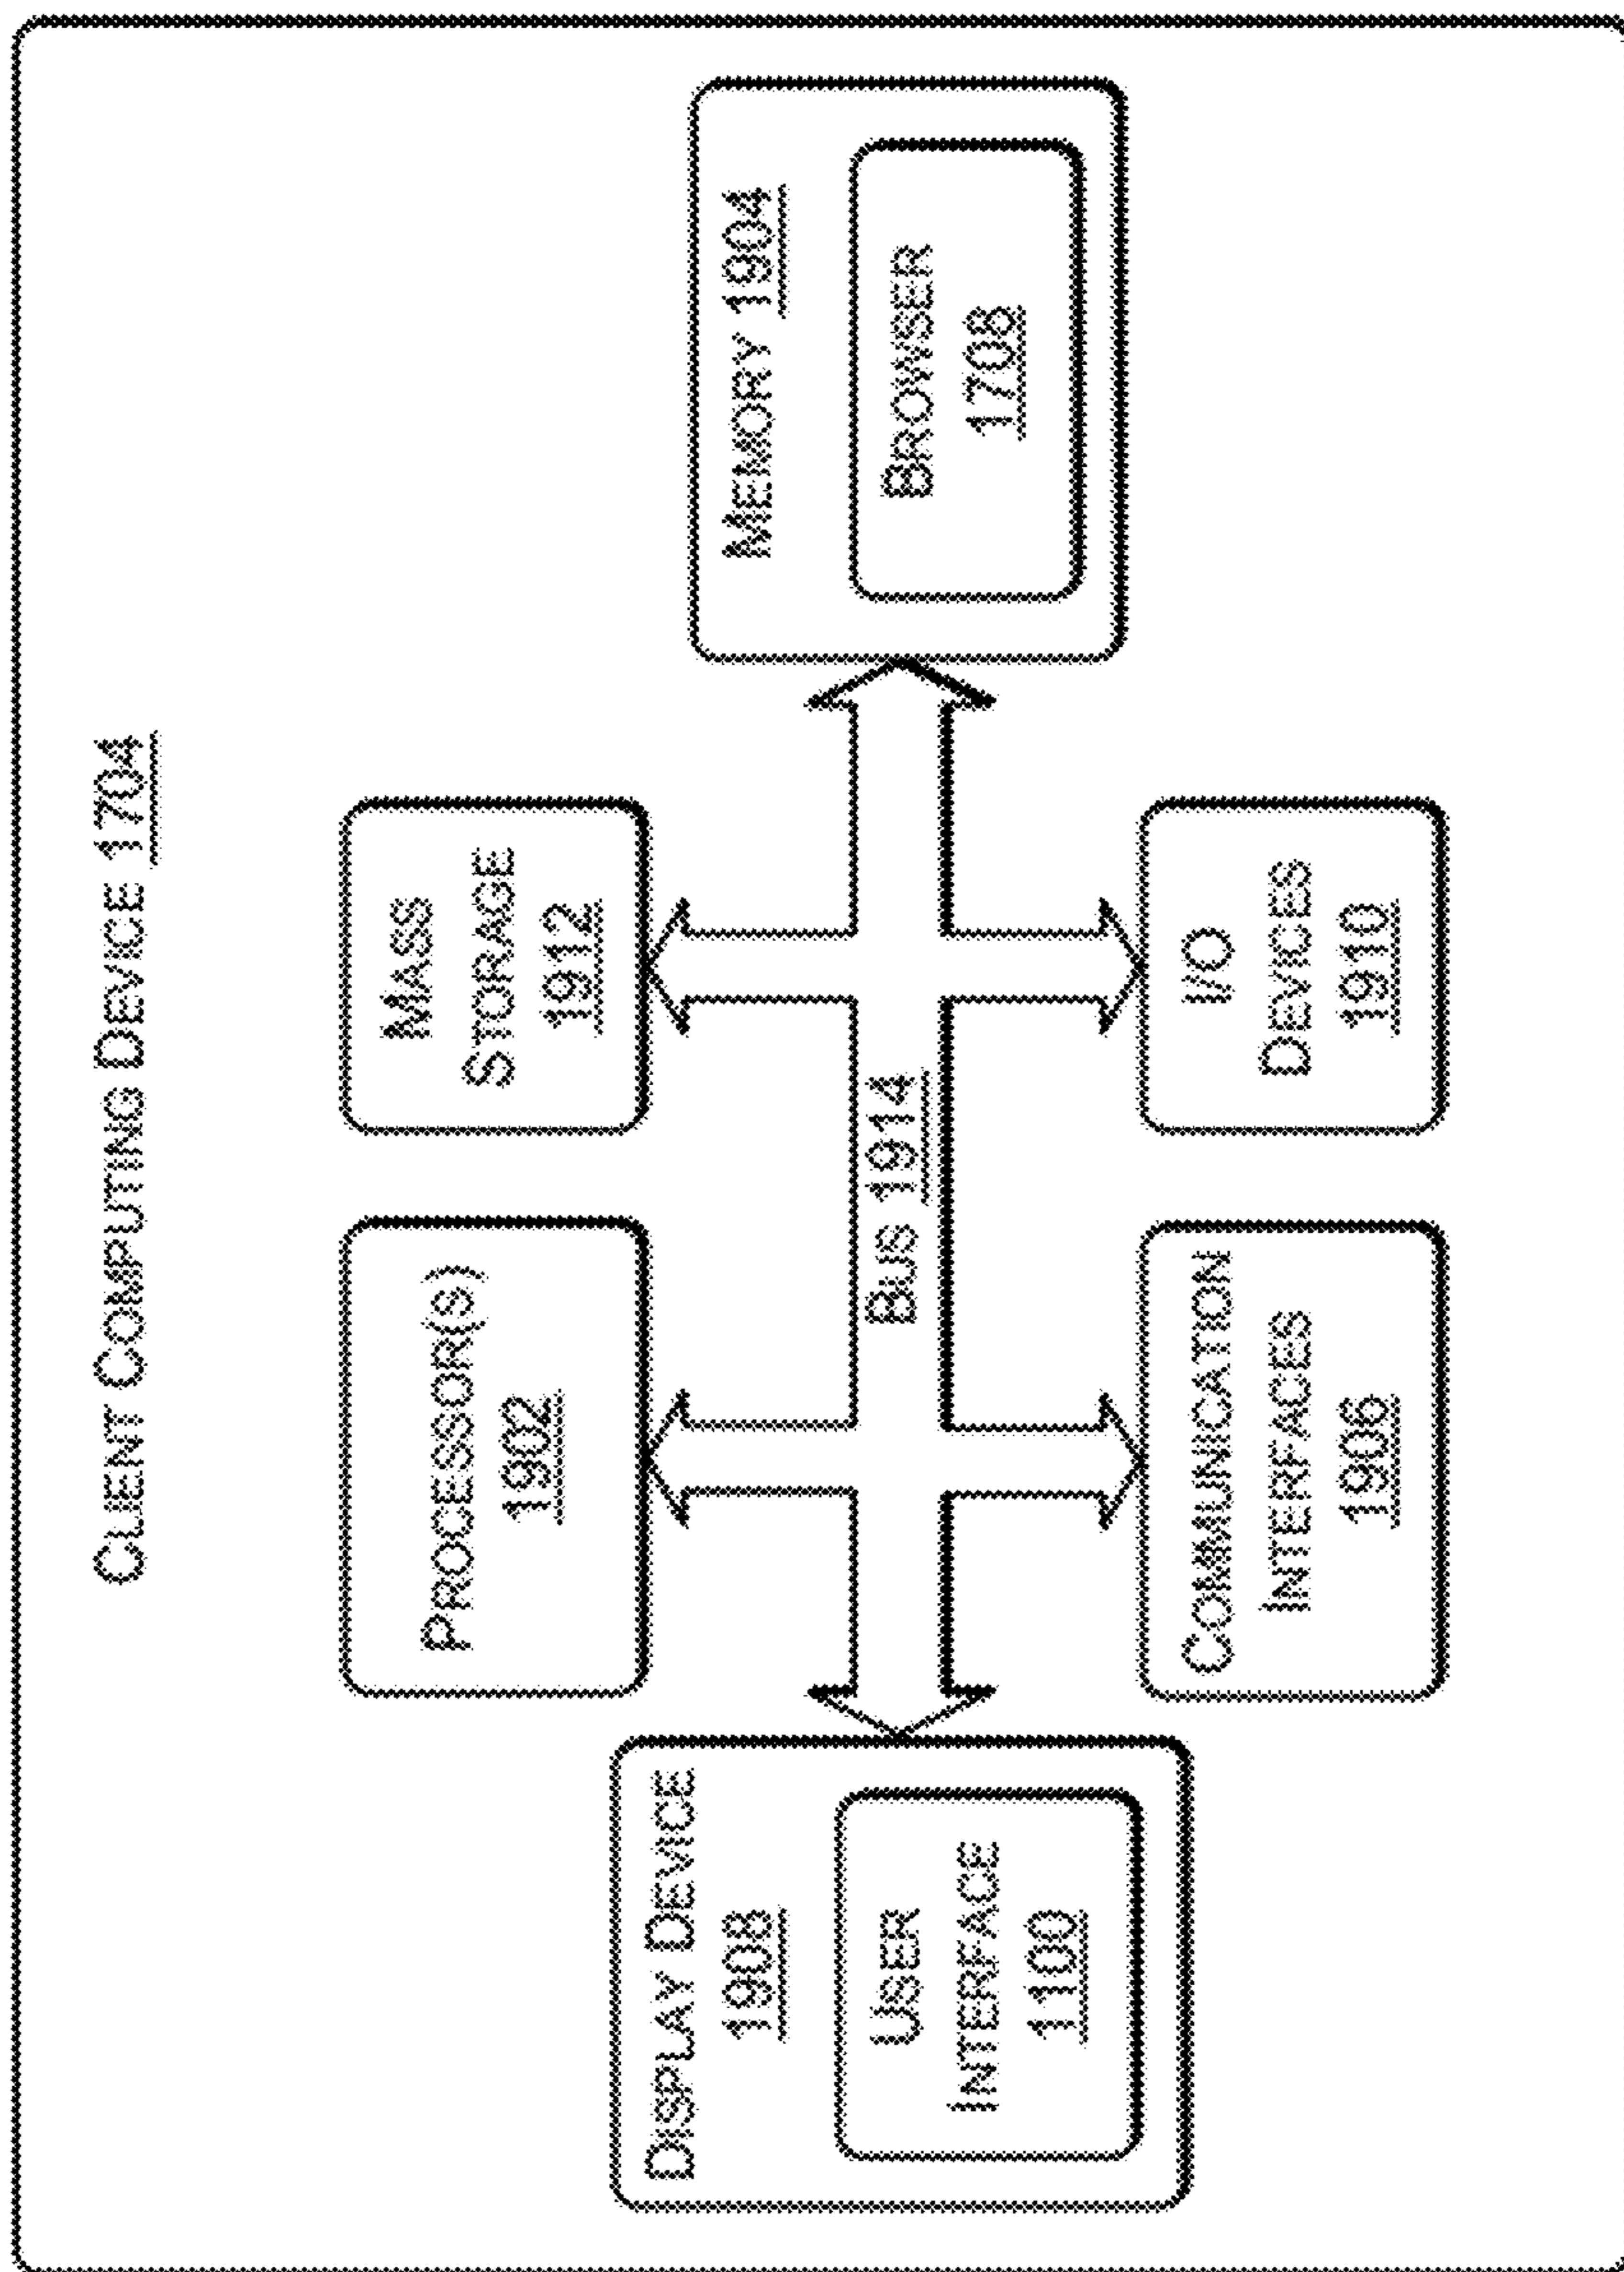 CLIENT COMPUTING DEVICE 1704
PROCESSOR(S)
1902
MASS
STORAGE
1912
DISPLAY DEVICE
1908
USER
INTERFACE
1100
BUS 1914
MEMORY 1904
BROWSER
1708
COMMUNICATION
INTERFACES
1906
I/O
DEVICES
1910